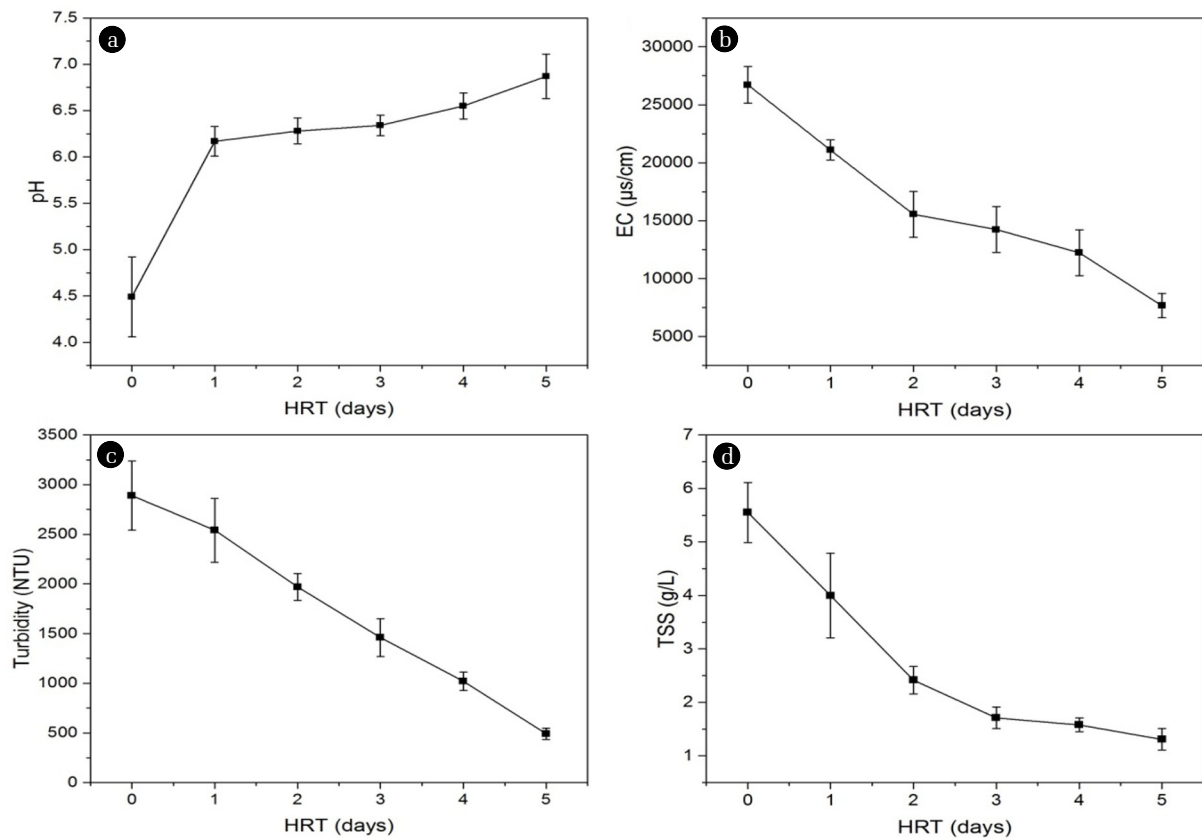 a
7.5
7.0
6.5
6.0
5.5
5.0
4.5
4.0
pH
0 1 2 3 4 5
HRT (days)
b
30000
25000
20000
15000
10000
5000
EC (µs/cm)
0 1 2 3 4 5
HRT (days)
c
3500
3000
2500
2000
1500
1000
500
0
Turbidity (NTU)
0 1 2 3 4 5
HRT (days)
d
7
6
5
4
3
2
1
TSS (g/L)
0 1 2 3 4 5
HRT (days)